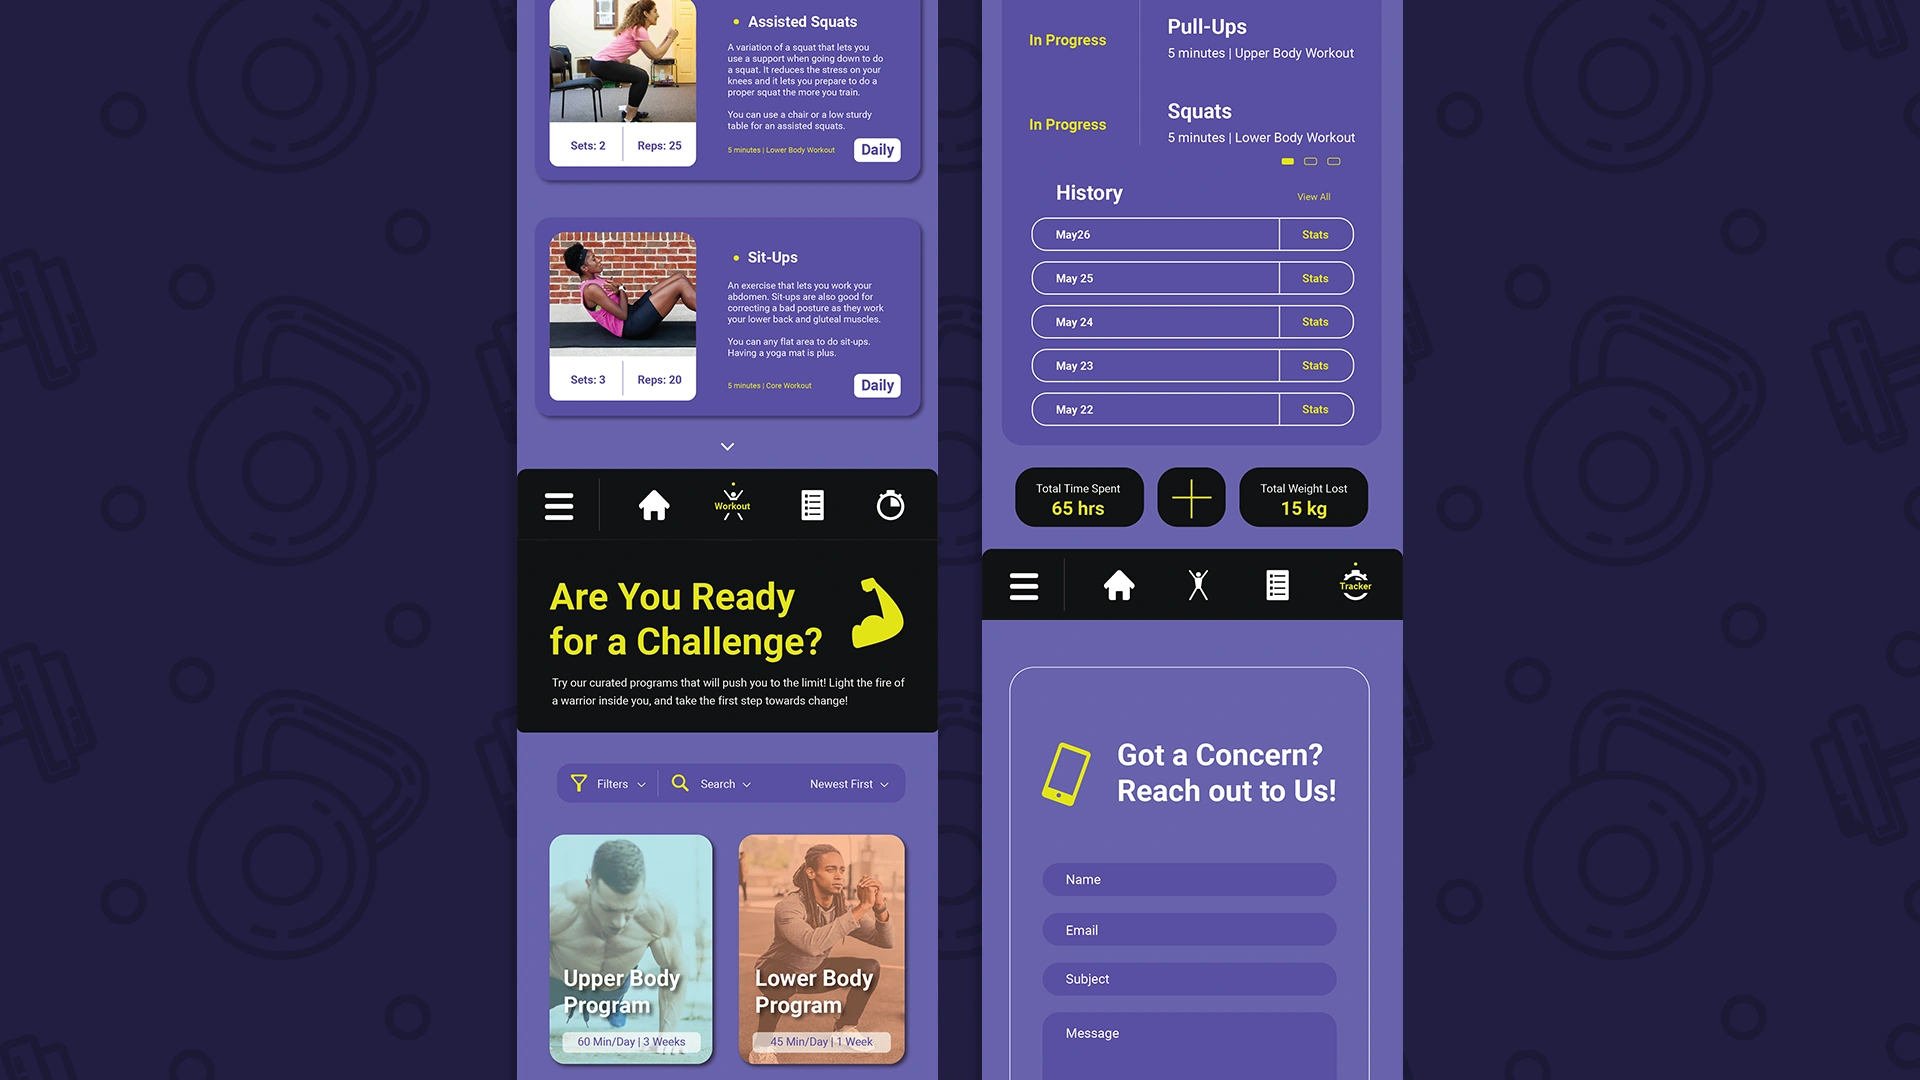 Assisted Squats
A variation of a squat that lets you
use a support when going down to do
a squat. It reduces the stress on your
knees and it lets you prepare to do a
proper squat the more you train.
You can use a chair or a low sturdy
table for an assisted squats.
Sets: 2
Reps: 25
5 minutes | Lower Body Workout
Daily
Sit-Ups
An exercise that lets you work your
abdomen. Sit-ups are also good for
correcting a bad posture as they work
your lower back and gluteal muscles.
You can any flat area to do sit-ups.
Having a yoga mat is plus.
Sets: 3
Reps: 20
5 minutes | Core Workout
Daily
Workout
Are You Ready
for a Challenge?
Try our curated programs that will push you to the limit! Light the fire of
a warrior inside you, and take the first step towards change!
Filters
Search
Newest First
Upper Body
Program
60 Min/Day | 3 Weeks
Lower Body
Program
45 Min/Day | 1 Week
In Progress
Pull-Ups
5 minutes | Upper Body Workout
In Progress
Squats
5 minutes | Lower Body Workout
History
View All
May26
Stats
May 25
Stats
May 24
Stats
May 23
Stats
May 22
Stats
Total Time Spent
65 hrs
Total Weight Lost
15 kg
Tracker
Got a Concern?
Reach out to Us!
Name
Email
Subject
Message